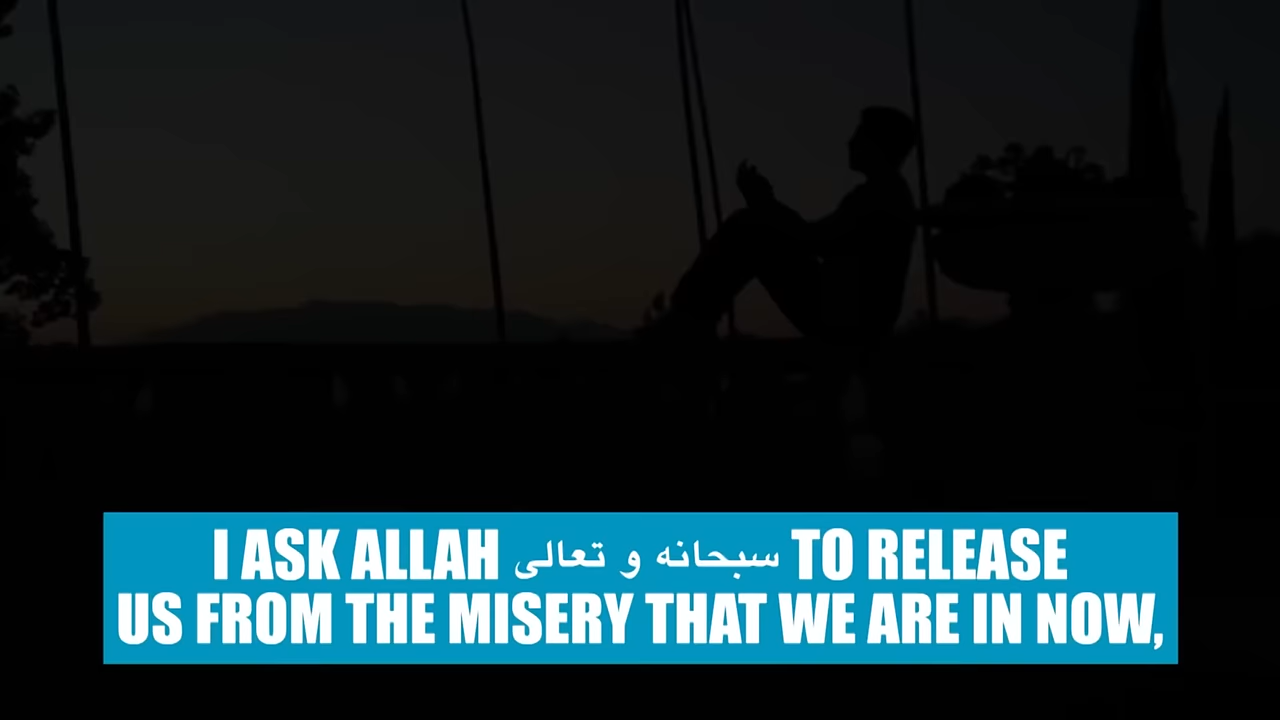 I ASK ALLAH سبحانه و تعالى TO RELEASE
US FROM THE MISERY THAT WE ARE IN NOW,